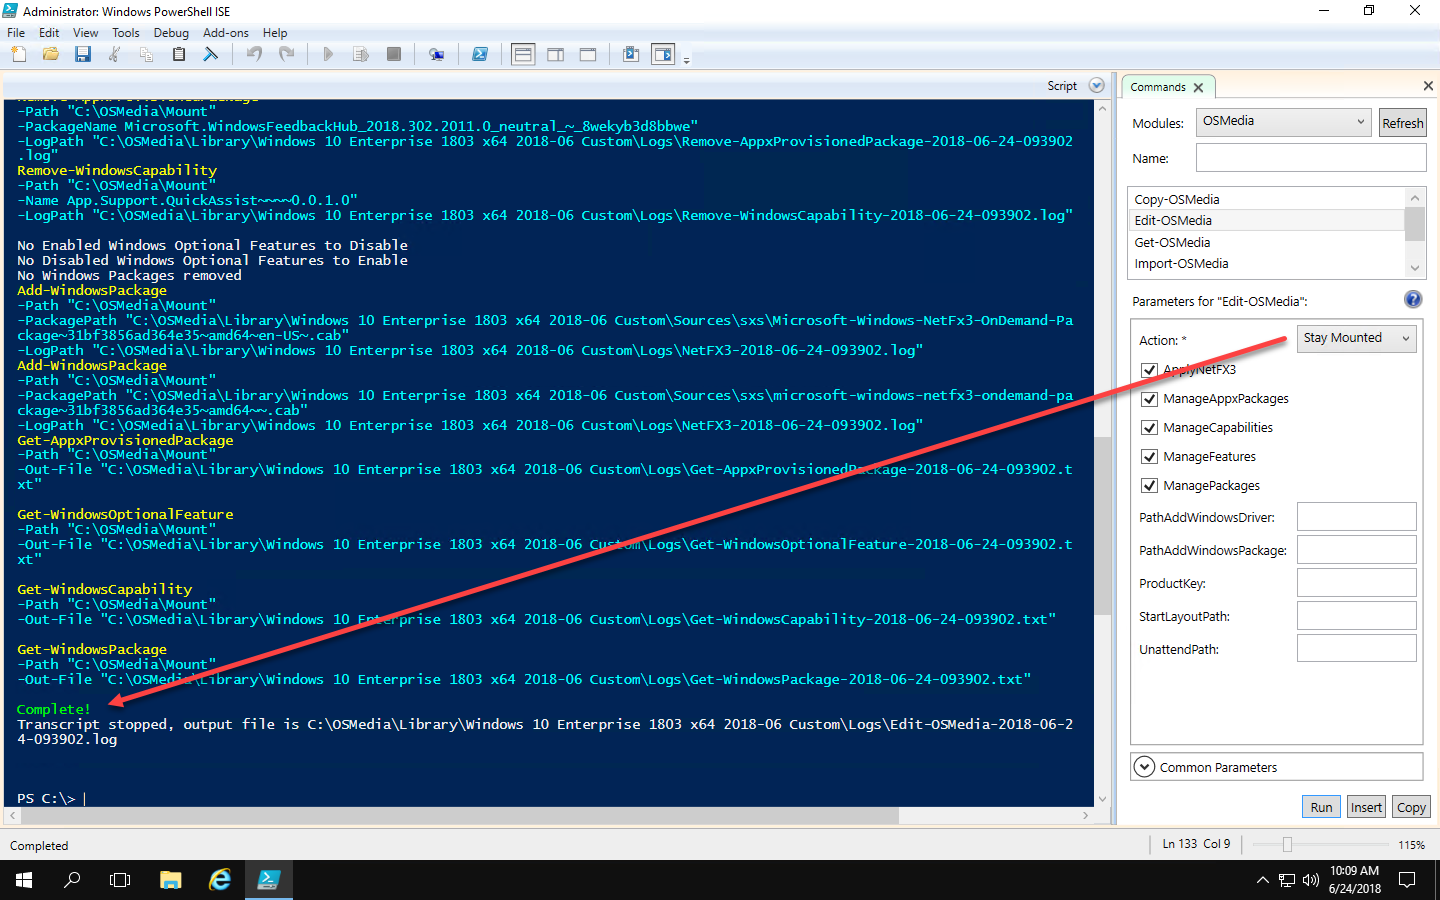 Administrator: Windows PowerShell ISE
File Edit View Tools Debug Add-ons Help
Script
Remove-AppxProvisionedPackage
-Path "C:\OSMedia\Mount"
-PackageName Microsoft.WindowsFeedbackHub_2018.302.2011.0_neutral_~_8wekyb3d8bbwe"
-LogPath "C:\OSMedia\Library\Windows 10 Enterprise 1803 x64 2018-06 Custom\Logs\Remove-AppxProvisionedPackage-2018-06-24-093902
.log"
Remove-WindowsCapability
-Path "C:\OSMedia\Mount"
-Name App.Support.QuickAssist~~~~0.0.1.0"
-LogPath "C:\OSMedia\Library\Windows 10 Enterprise 1803 x64 2018-06 Custom\Logs\Remove-WindowsCapability-2018-06-24-093902.log"
No Enabled Windows Optional Features to Disable
No Disabled Windows Optional Features to Enable
No Windows Packages removed
Add-WindowsPackage
-Path "C:\OSMedia\Mount"
-PackagePath "C:\OSMedia\Library\Windows 10 Enterprise 1803 x64 2018-06 Custom\Sources\sxs\Microsoft-Windows-NetFx3-OnDemand-Pa
ckage~31bf3856ad364e35~amd64~en-US~.cab"
-LogPath "C:\OSMedia\Library\Windows 10 Enterprise 1803 x64 2018-06 Custom\Logs\NetFX3-2018-06-24-093902.log"
Add-WindowsPackage
-Path "C:\OSMedia\Mount"
-PackagePath "C:\OSMedia\Library\Windows 10 Enterprise 1803 x64 2018-06 Custom\Sources\sxs\microsoft-windows-netfx3-ondemand-pa
ckage~31bf3856ad364e35~amd64~~.cab"
-LogPath "C:\OSMedia\Library\Windows 10 Enterprise 1803 x64 2018-06 Custom\Logs\NetFX3-2018-06-24-093902.log"
Get-AppxProvisionedPackage
-Path "C:\OSMedia\Mount"
-Out-File "C:\OSMedia\Library\Windows 10 Enterprise 1803 x64 2018-06 Custom\Logs\Get-AppxProvisionedPackage-2018-06-24-093902.t
xt"
Get-WindowsOptionalFeature
-Path "C:\OSMedia\Mount"
-Out-File "C:\OSMedia\Library\Windows 10 Enterprise 1803 x64 2018-06 Custom\Logs\Get-WindowsOptionalFeature-2018-06-24-093902.t
xt"
Get-WindowsCapability
-Path "C:\OSMedia\Mount"
-Out-File "C:\OSMedia\Library\Windows 10 Enterprise 1803 x64 2018-06 Custom\Logs\Get-WindowsCapability-2018-06-24-093902.txt"
Get-WindowsPackage
-Path "C:\OSMedia\Mount"
-Out-File "C:\OSMedia\Library\Windows 10 Enterprise 1803 x64 2018-06 Custom\Logs\Get-WindowsPackage-2018-06-24-093902.txt"
Complete!
Transcript stopped, output file is C:\OSMedia\Library\Windows 10 Enterprise 1803 x64 2018-06 Custom\Logs\Edit-OSMedia-2018-06-2
4-093902.log
PS C:\>
Commands
Modules: OSMedia Refresh
Name:
Copy-OSMedia
Edit-OSMedia
Get-OSMedia
Import-OSMedia
Parameters for "Edit-OSMedia":
Action: * Stay Mounted
ApplyNetFX3
ManageAppxPackages
ManageCapabilities
ManageFeatures
ManagePackages
PathAddWindowsDriver:
PathAddWindowsPackage:
ProductKey:
StartLayoutPath:
UnattendPath:
Common Parameters
Run Insert Copy
Completed
Ln 133 Col 9
115%
10:09 AM
6/24/2018